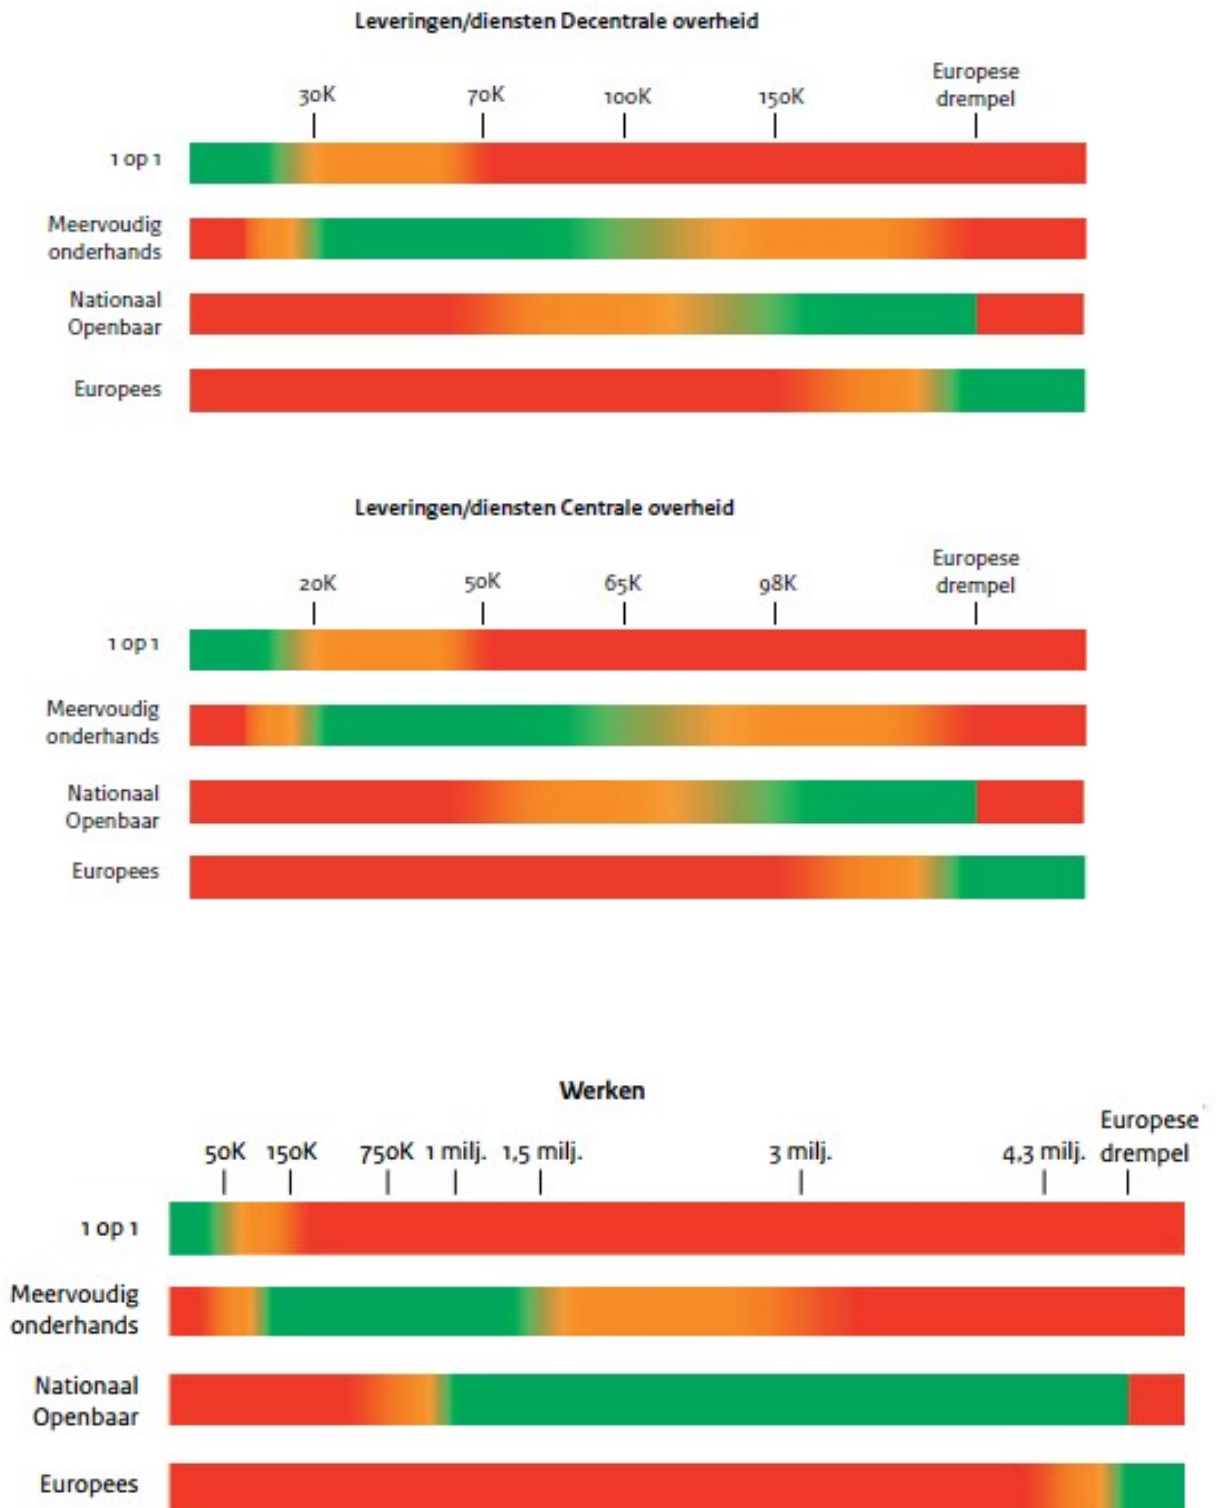 Leveringen/diensten Decentrale overheid
Europese
30K 70K 100K 150K drempel
1 op 1
Meervoudig
onderhands
Nationaal
Openbaar
Europees
Leveringen/diensten Centrale overheid
Europese
20K 50K 65K 98K drempel
1 op 1
Meervoudig
onderhands
Nationaal
Openbaar
Europees
Werken
Europese
50K 150K 750K 1 milj. 1,5 milj. 3 milj. 4,3 milj. drempel
1 op 1
Meervoudig
onderhands
Nationaal
Openbaar
Europees